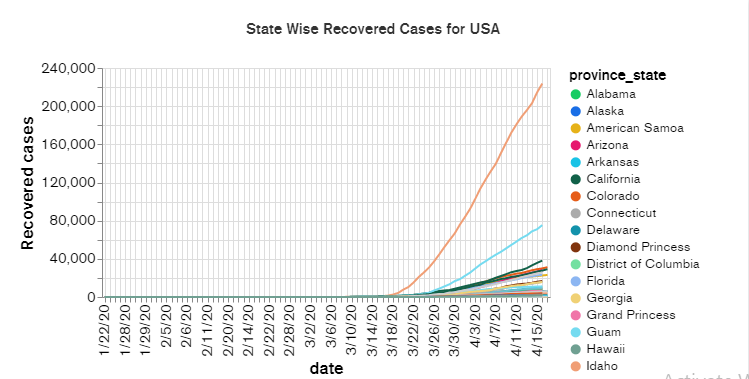 State Wise Recovered Cases for USA
240,000
200,000
160,000
120,000
80,000
40,000
0
Recovered cases
1/22/20
1/28/20
1/29/20
2/5/20
2/6/20
2/11/20
2/20/20
2/14/20
2/22/20
2/28/20
3/2/20
3/6/20
3/10/20
3/14/20
3/18/20
3/22/20
3/26/20
3/30/20
4/3/20
4/7/20
4/11/20
4/15/20
date
province_state
Alabama
Alaska
American Samoa
Arizona
Arkansas
California
Colorado
Connecticut
Delaware
Diamond Princess
District of Columbia
Florida
Georgia
Grand Princess
Guam
Hawaii
Idaho